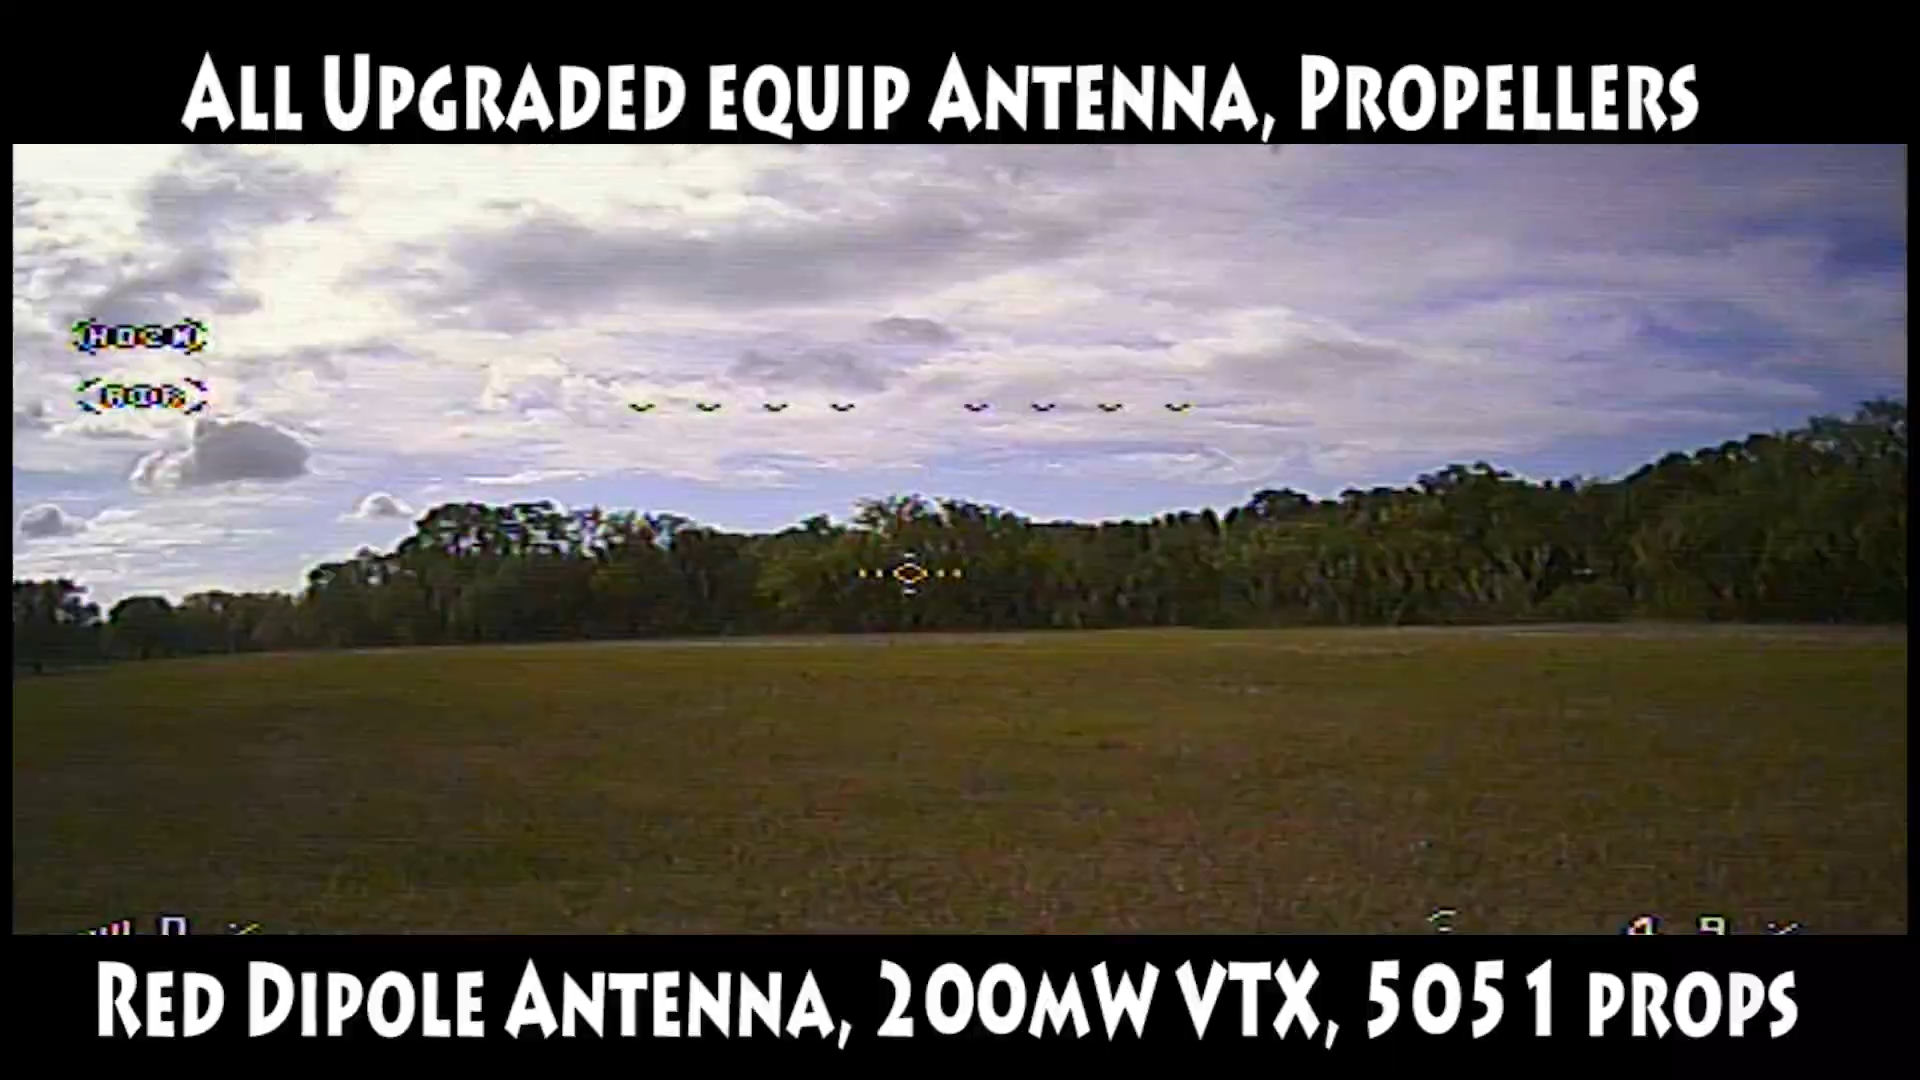 All Upgraded equip Antenna, Propellers
Red Dipole Antenna, 200mW VTX, 5051 props